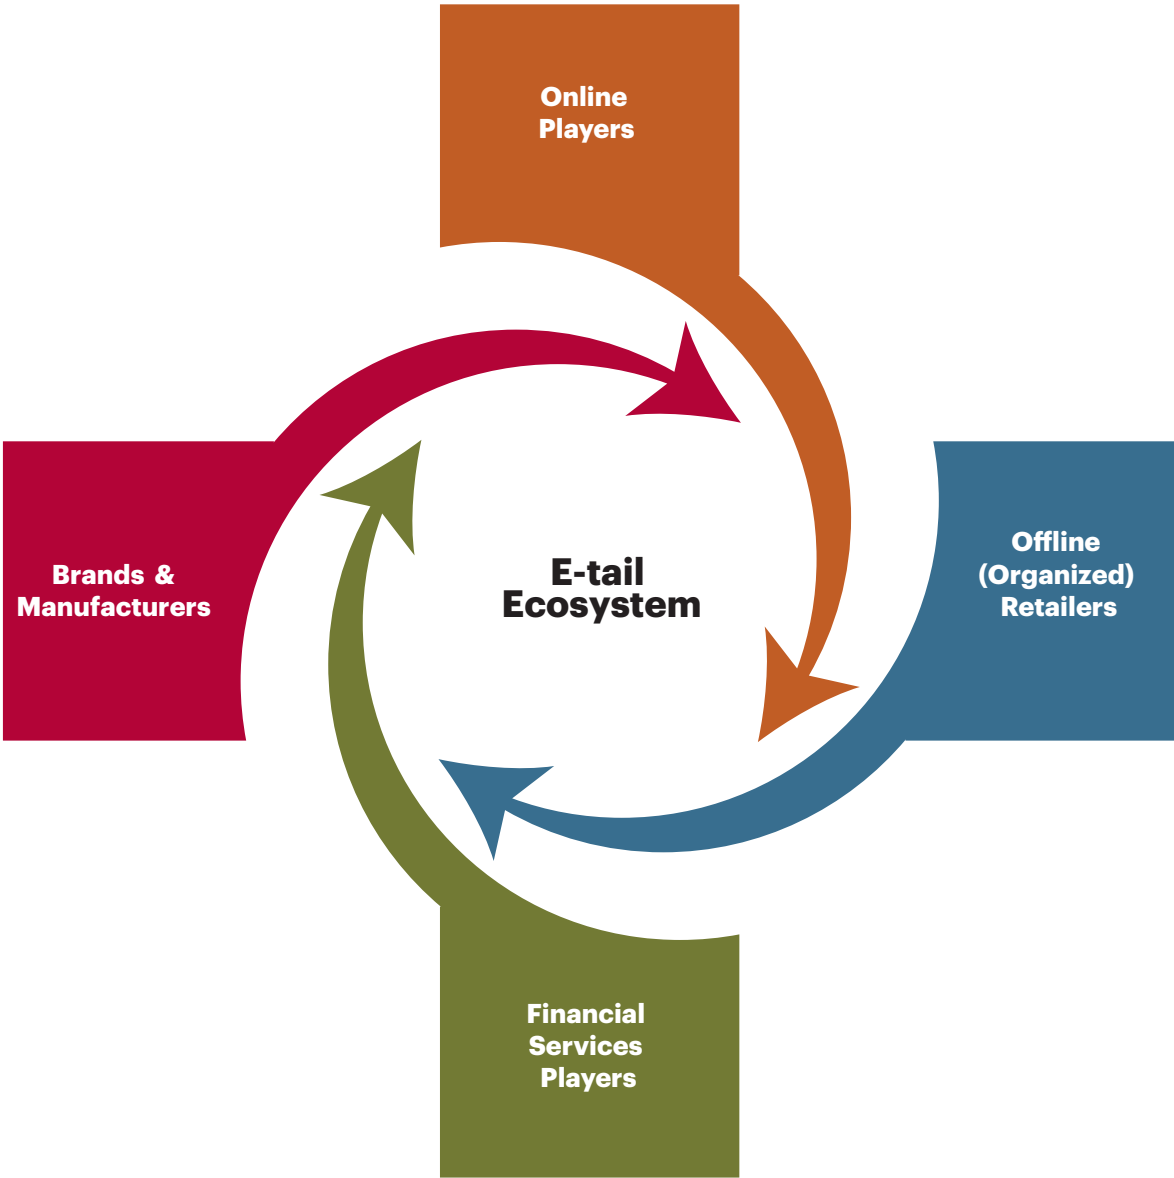 Online
Players
Brands &
Manufacturers
E-tail
Ecosystem
Offline
(Organized)
Retailers
Financial
Services
Players